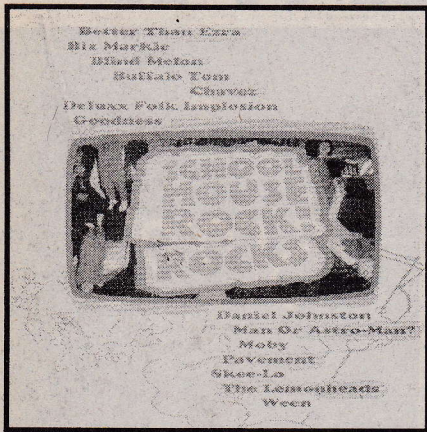 Better Than Ezra
Biz Markie
Blind Melon
Buffalo Tom
Chavez
Deluxx Folk Implosion
Goodness
SCHOOL
HOUSE
ROCK!
ROCKS
Daniel Johnston
Man Or Astro-Man?
Moby
Pavement
Skee-Lo
The Lemonheads
Ween